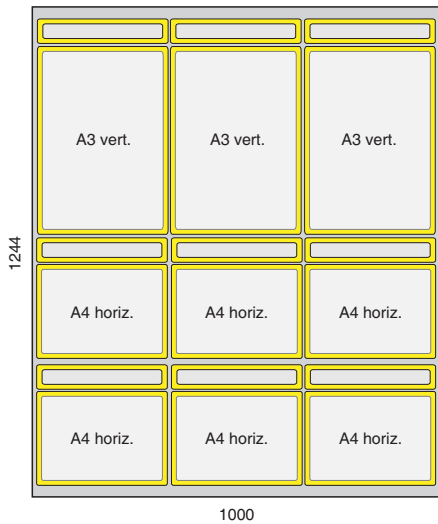 A3 vert. A3 vert. A3 vert.
1244
A4 horiz. A4 horiz. A4 horiz.
A4 horiz. A4 horiz. A4 horiz.
1000